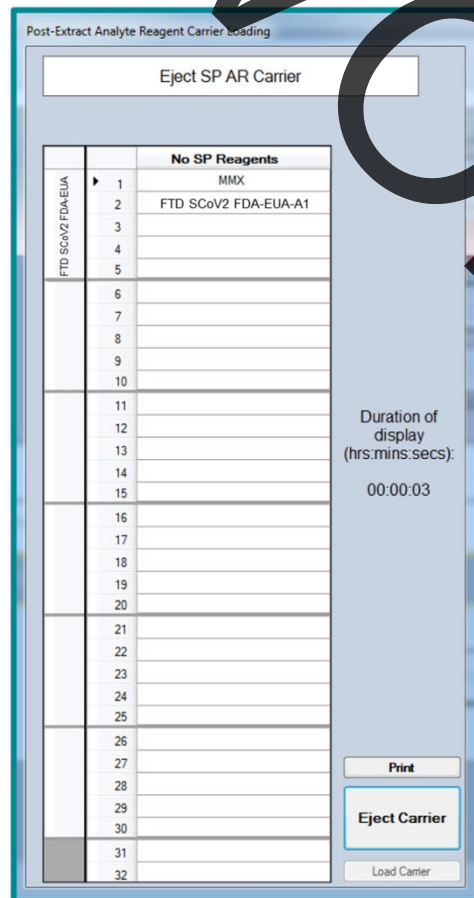 Post-Extract Analyte Reagent Carrier Loading
Eject SP AR Carrier
No SP Reagents
FTD SCoV2 FDA-EUA
1 MMX
2 FTD SCoV2 FDA-EUA-A1
3
4
5
6
7
8
9
10
11
12
13
14
15
16
17
18
19
20
21
22
23
24
25
26
27
28
29
30
31
32
Duration of
display
(hrs:mins:secs):
00:00:03
Print
Eject Carrier
Load Carrier